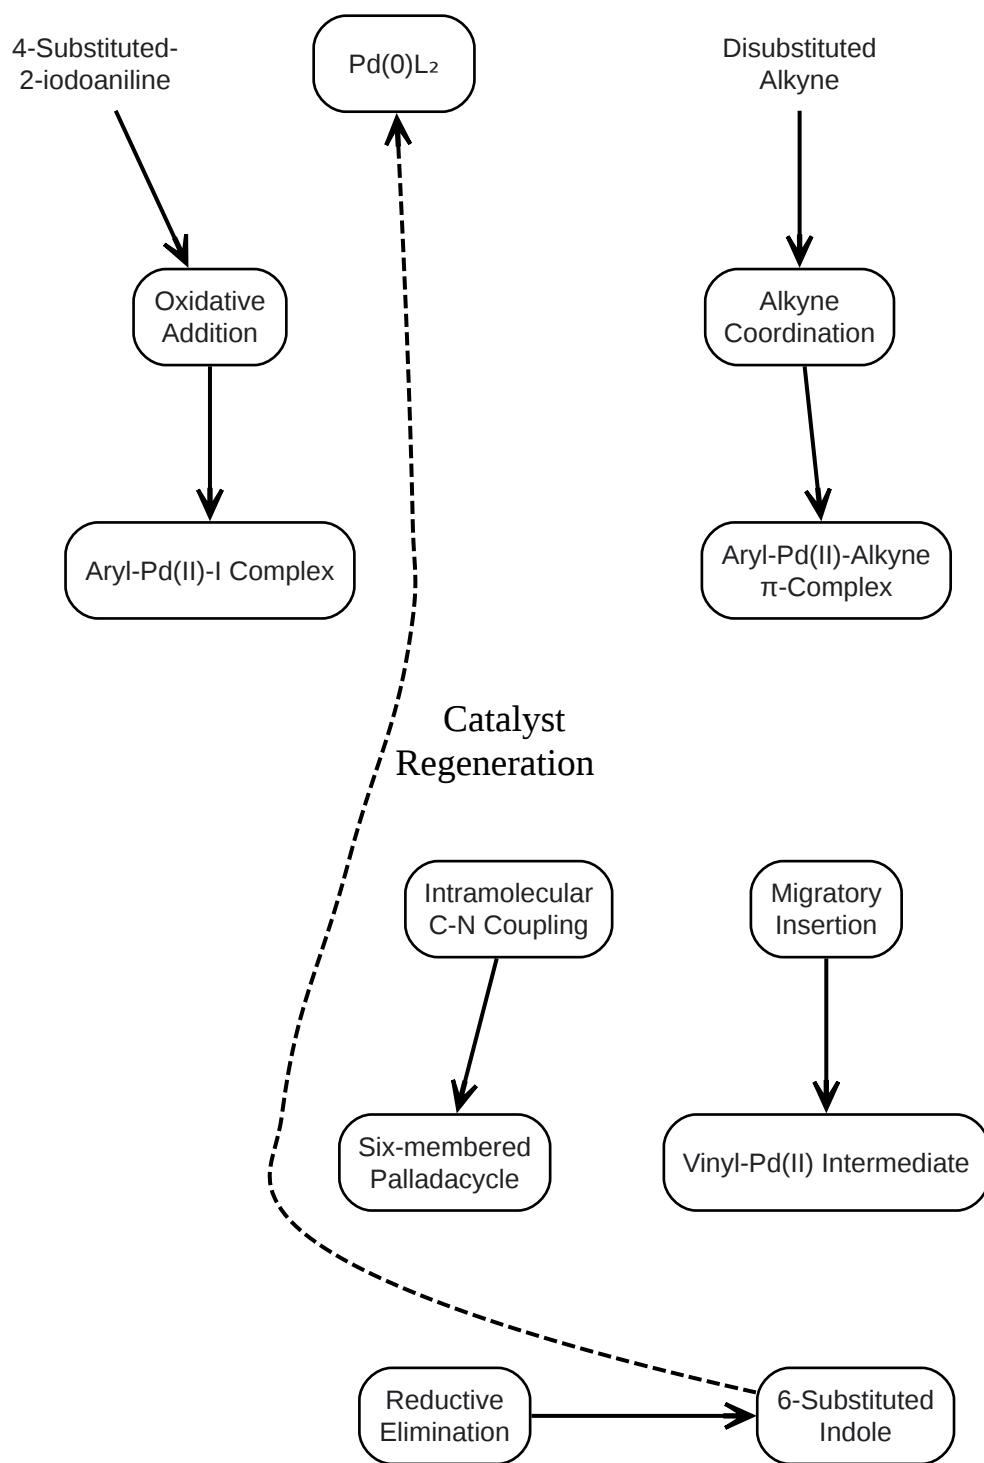 4-Substituted-
2-iodoaniline
Pd(0)L₂
Disubstituted
Alkyne
Oxidative
Addition
Alkyne
Coordination
Aryl-Pd(II)-I Complex
Aryl-Pd(II)-Alkyne
π-Complex
Catalyst
Regeneration
Intramolecular
C-N Coupling
Migratory
Insertion
Six-membered
Palladacycle
Vinyl-Pd(II) Intermediate
Reductive
Elimination
6-Substituted
Indole